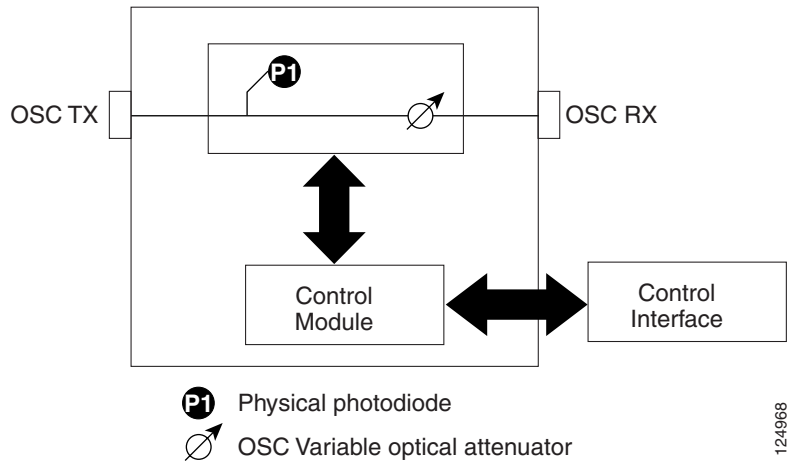 P1
OSC TX
OSC RX
Control
Module
Control
Interface
P1 Physical photodiode
OSC Variable optical attenuator
124968